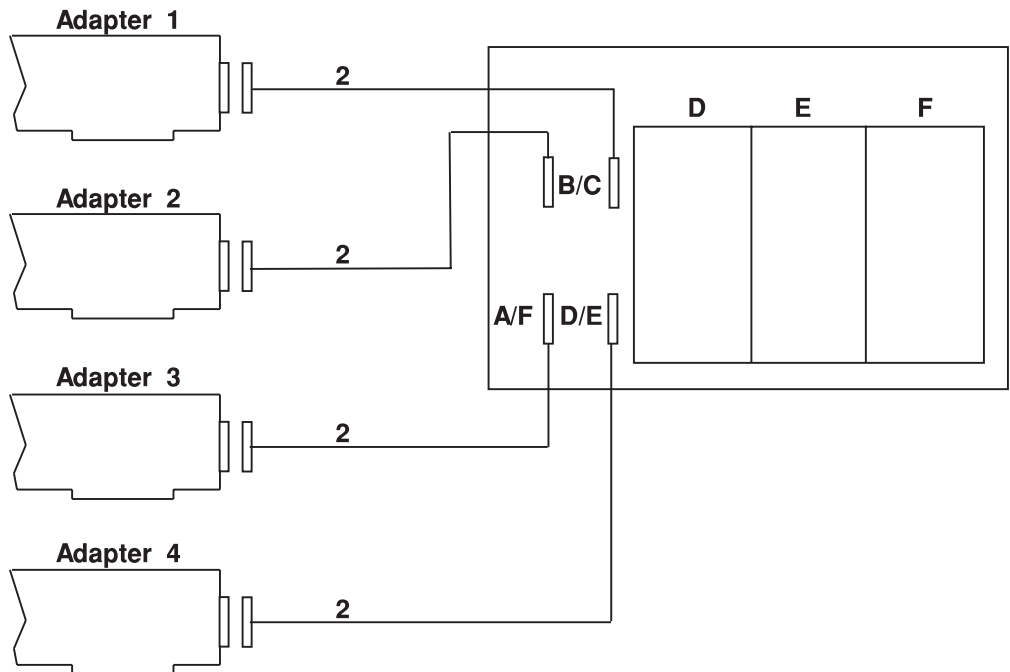 Adapter 1
2
D E F
B/C
Adapter 2
2
A/F D/E
Adapter 3
2
Adapter 4
2